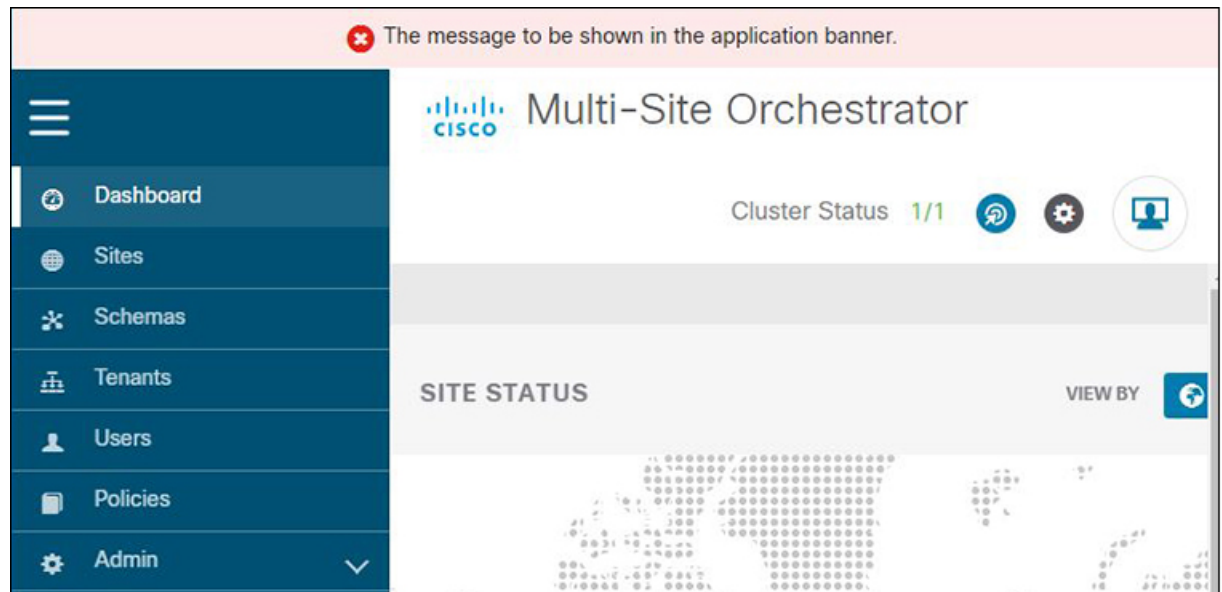 The message to be shown in the application banner.
CISCO Multi-Site Orchestrator
Dashboard
Cluster Status 1/1
Sites
Schemas
Tenants
SITE STATUS VIEW BY
Users
Policies
Admin